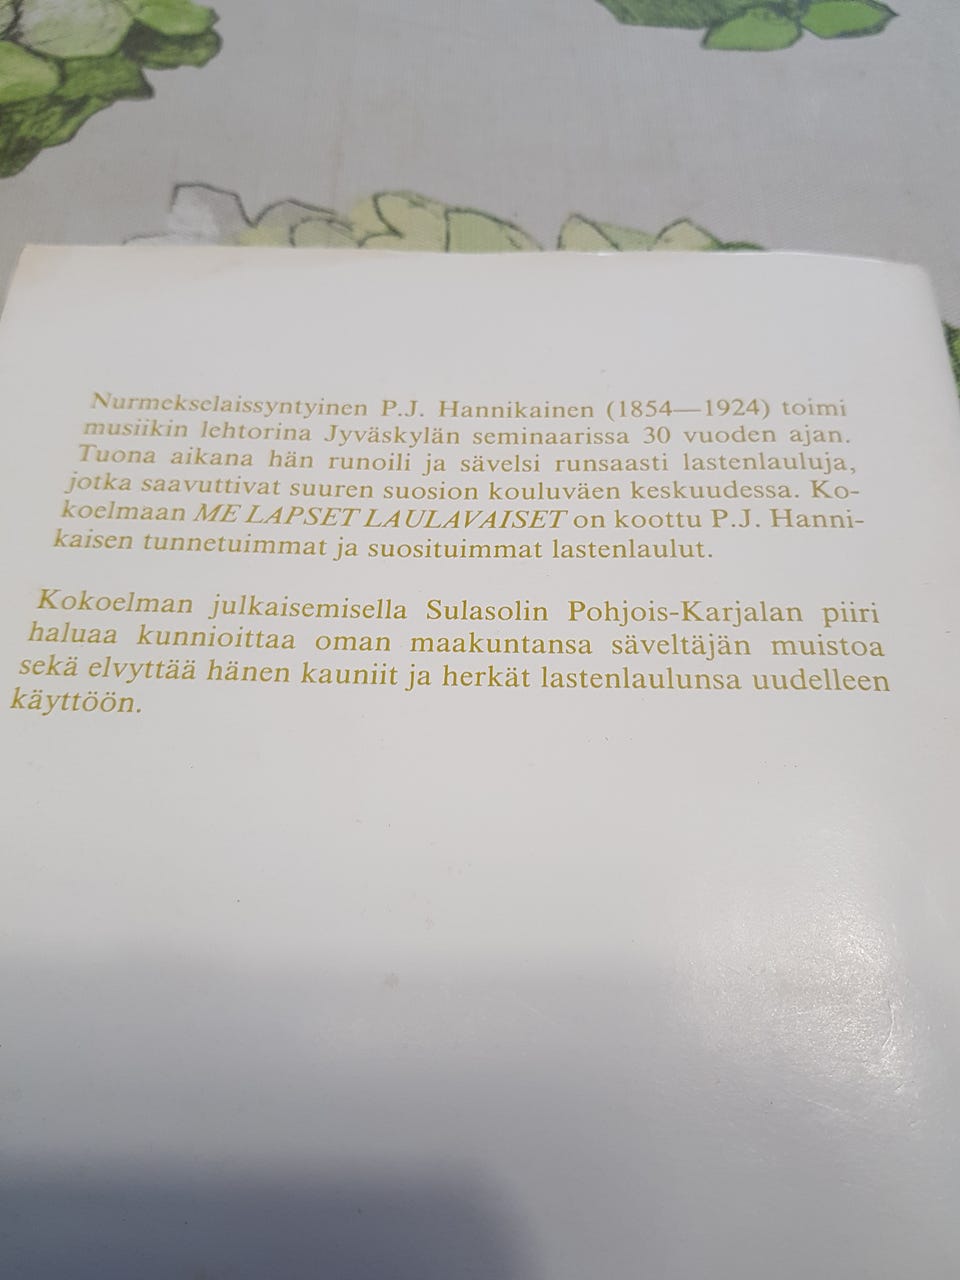 Nurmekselaissyntyinen P.J. Hannikainen (1854—1924) toimi
musiikin lehtorina Jyväskylän seminaarissa 30 vuoden ajan.
Tuona aikana hän runoili ja sävelsi runsaasti lastenlauluja,
jotka saavuttivat suuren suosion kouluväen keskuudessa. Ko-
koelmaan ME LAPSET LAULAVAISET on koottu P.J. Hanni-
kaisen tunnetuimmat ja suosituimmat lastenlaulut.
Kokoelman julkaisemisella Sulasolin Pohjois-Karjalan piiri
haluaa kunnioittaa oman maakuntansa säveltäjän muistoa
sekä elvyttää hänen kauniit ja herkät lastenlaulunsa uudelleen
käyttöön.